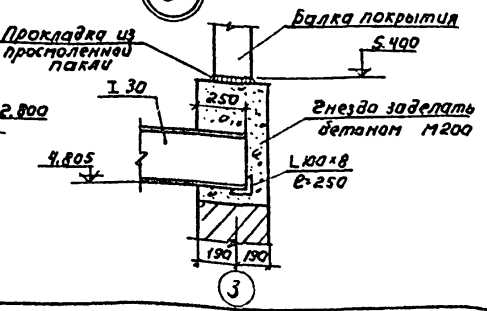 Прокладка из
просмоленной
пакли
Балка покрытия
5.400
I 30
250
2.800
Гнездо заделать
бетоном М200
4.805
L 100×8
ℓ=250
190 190
3